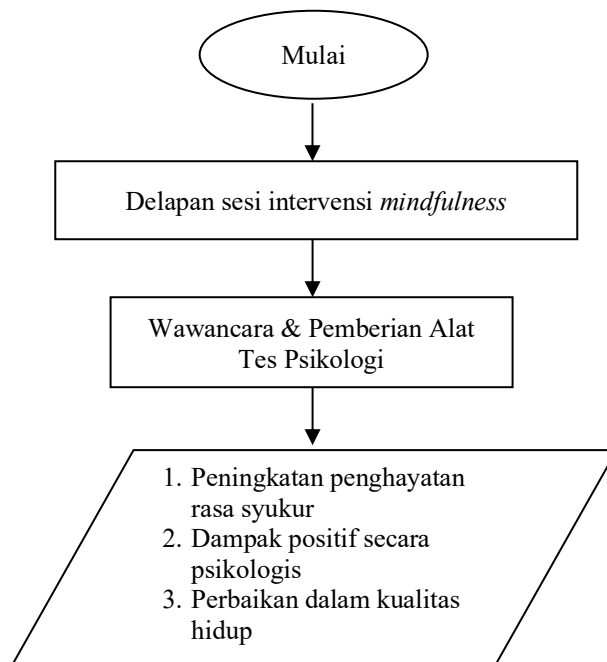 Mulai
Delapan sesi intervensi mindfulness
Wawancara & Pemberian Alat
Tes Psikologi
1. Peningkatan penghayatan
rasa syukur
2. Dampak positif secara
psikologis
3. Perbaikan dalam kualitas
hidup